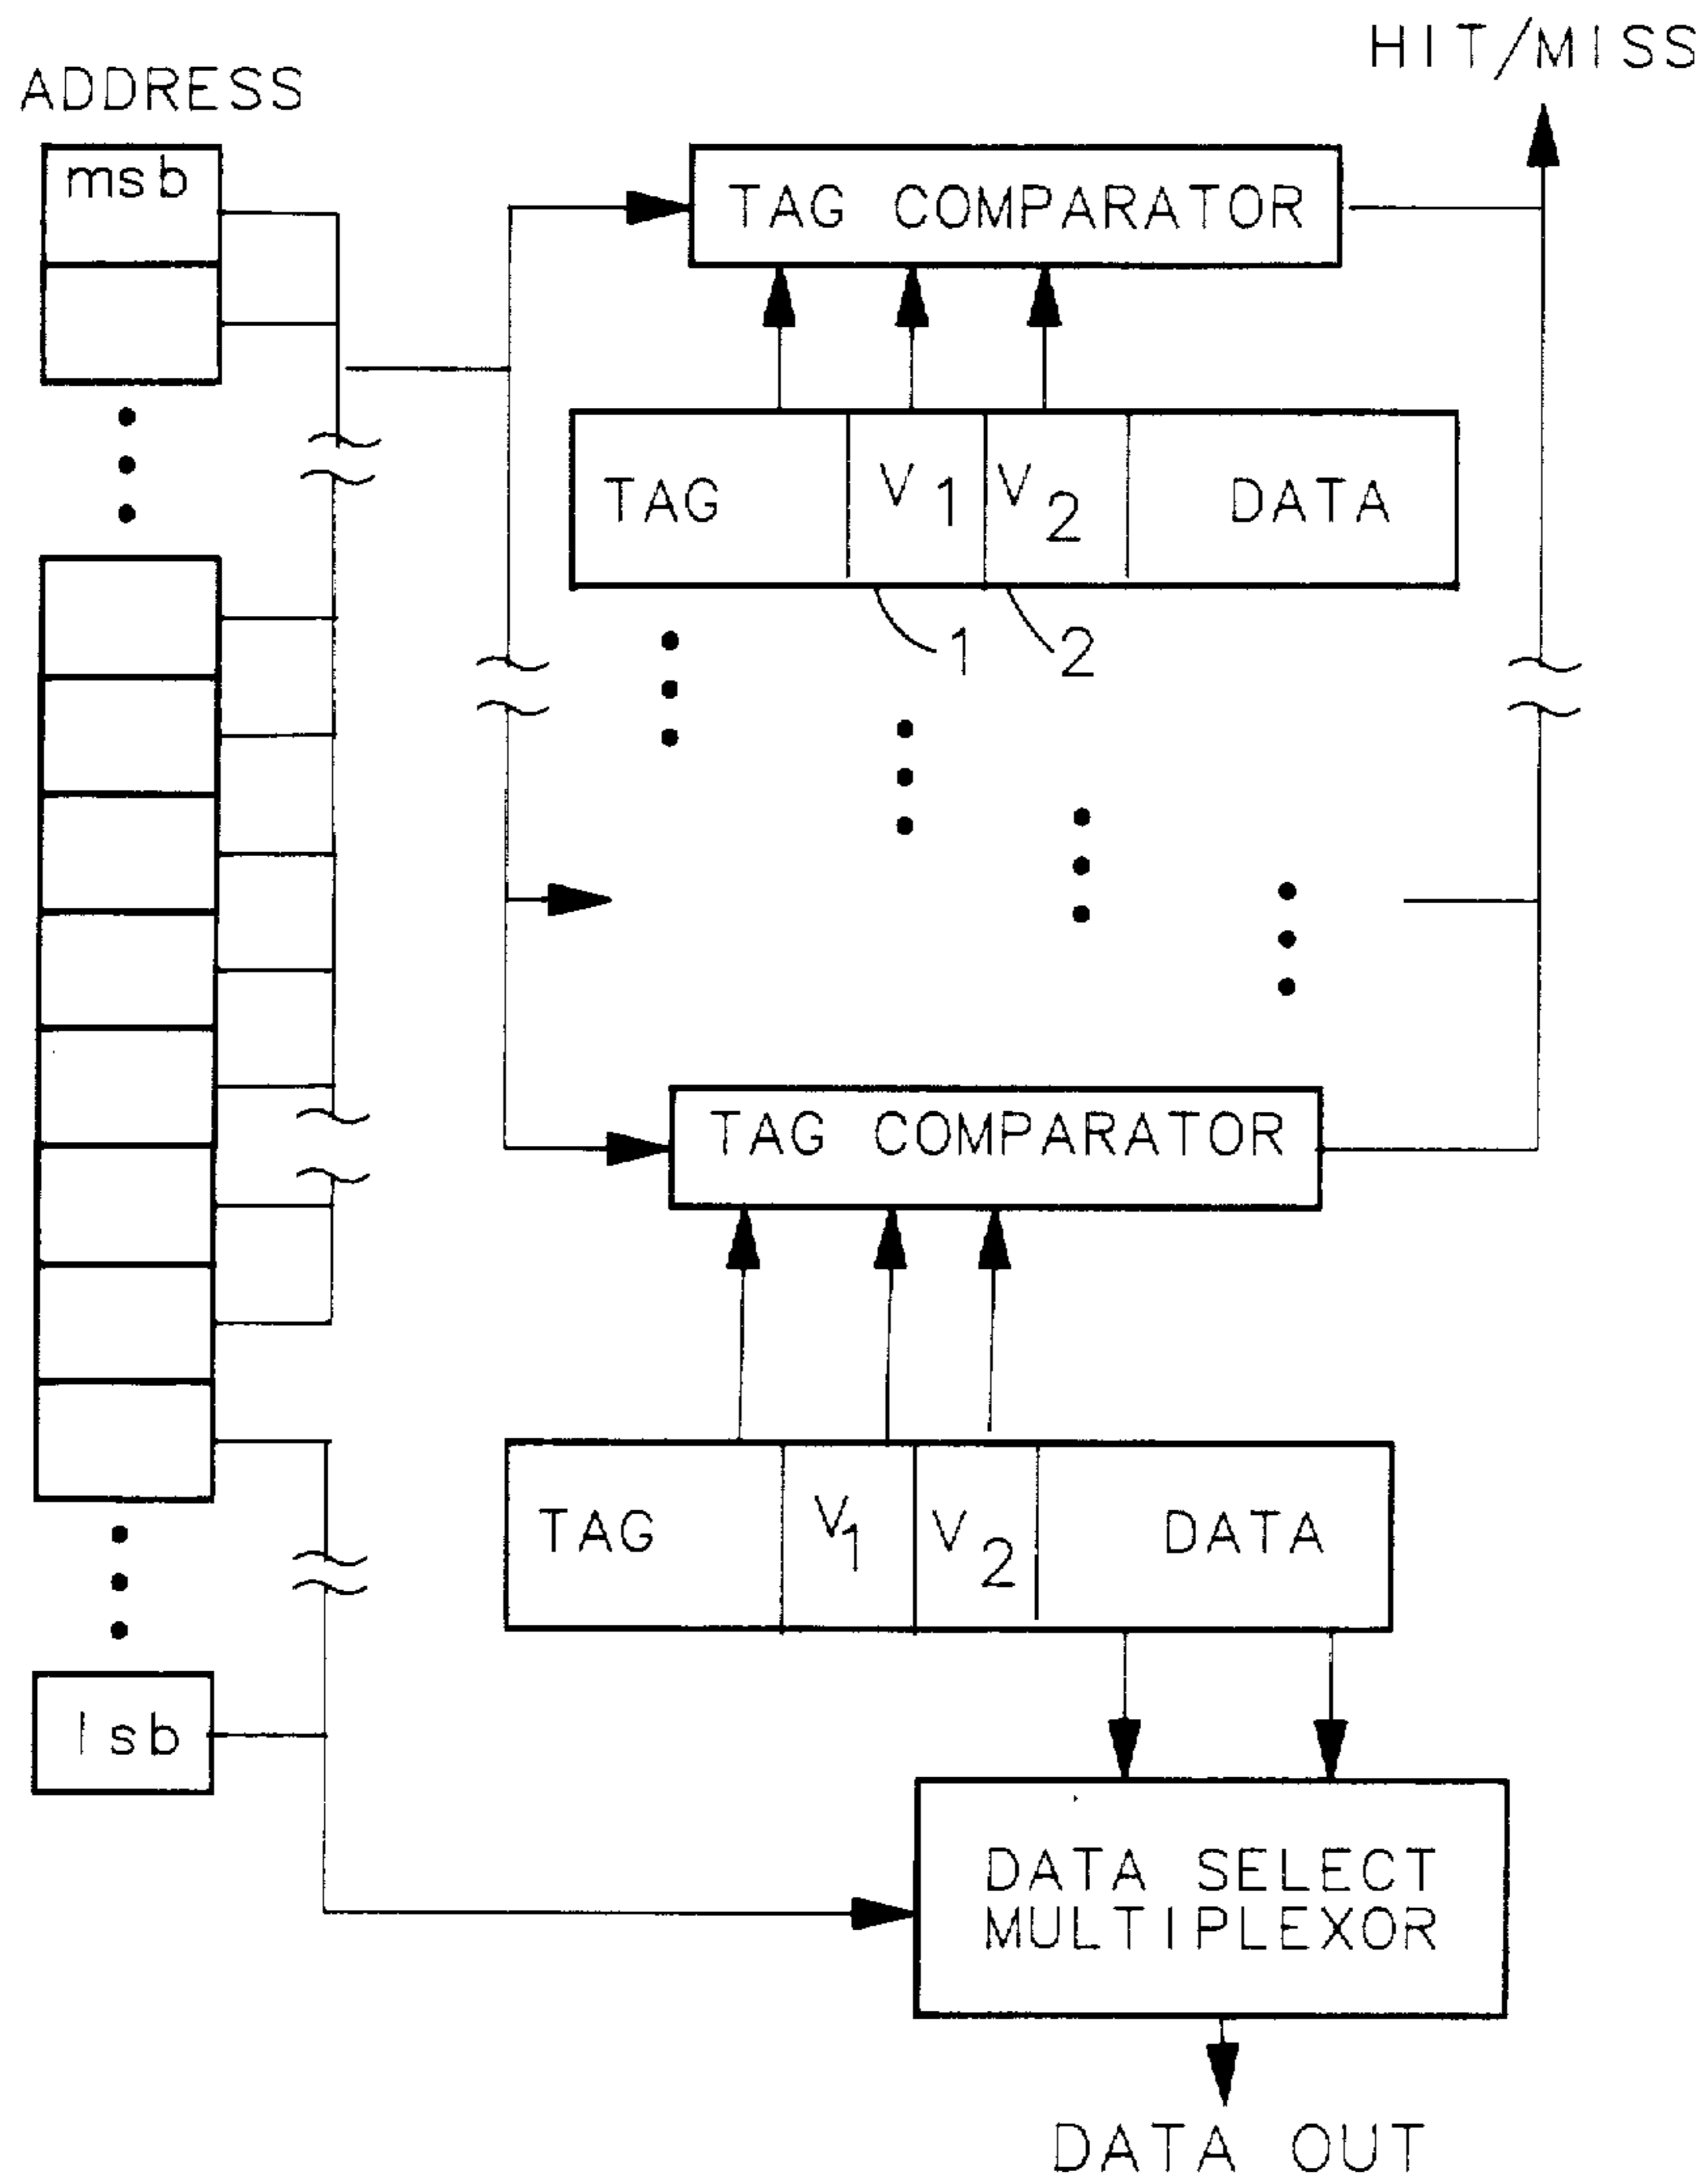 HIT/MISS
ADDRESS
msb
TAG COMPARATOR
TAG V1 V2 DATA
1 2
TAG COMPARATOR
TAG V1 V2 DATA
lsb
DATA SELECT
MULTIPLEXOR
DATA OUT